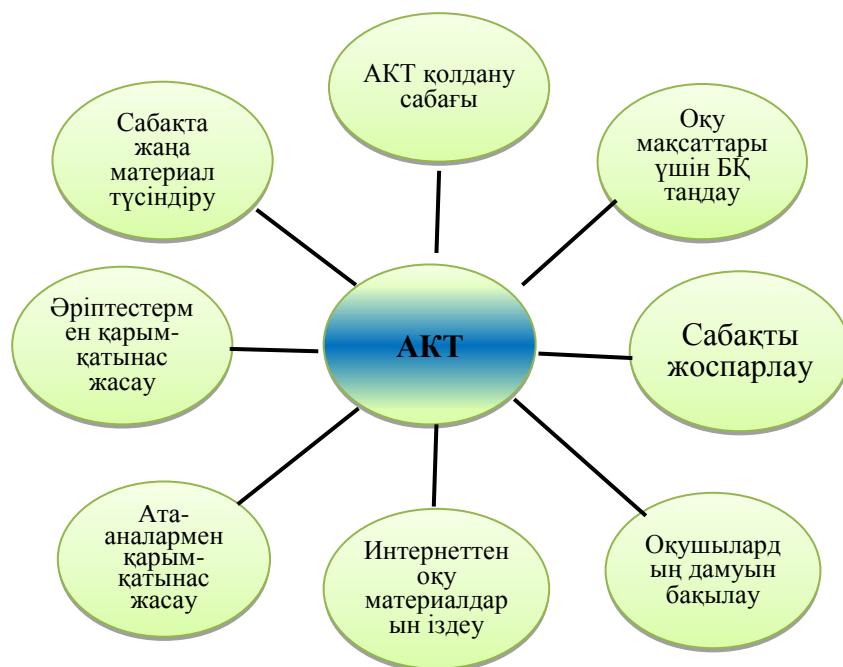 АКТ қолдану
сабағы
Сабақта
жаңа
материал
түсіндіру
Оқу
мақсаттары
үшін БҚ
таңдау
Әріптестерм
ен қарым-
қатынас
жасау
АКТ
Сабақты
жоспарлау
Ата-
аналармен
қарым-
қатынас
жасау
Интернеттен
оқу
материалдар
ын іздеу
Оқушылард
ың дамуын
бақылау